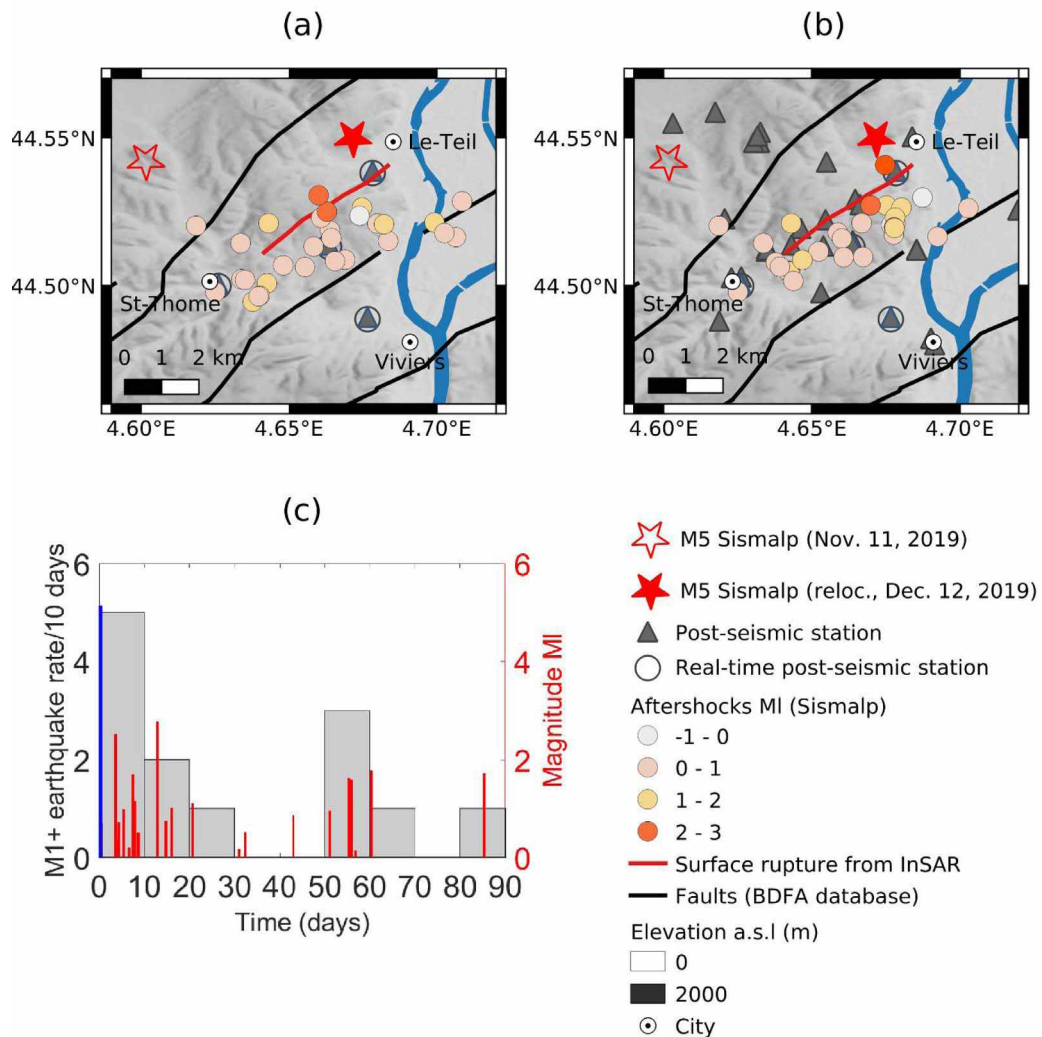 (a)
(b)
44.55°N
44.50°N
Le-Teil
St-Thome
Viviers
0 1 2 km
4.60°E 4.65°E 4.70°E
44.55°N
44.50°N
Le-Teil
St-Thome
Viviers
0 1 2 km
4.60°E 4.65°E 4.70°E
(c)
M1+ earthquake rate/10 days
6
4
2
0
6
4
2
0
Magnitude Ml
0 10 20 30 40 50 60 70 80 90
Time (days)
M5 Sismalp (Nov. 11, 2019)
M5 Sismalp (reloc., Dec. 12, 2019)
Post-seismic station
Real-time post-seismic station
Aftershocks Ml (Sismalp)
-1 - 0
0 - 1
1 - 2
2 - 3
Surface rupture from InSAR
Faults (BDFA database)
Elevation a.s.l (m)
0
2000
City